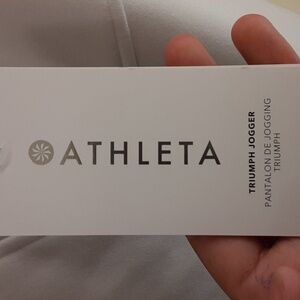 ATHLETA
TRIUMPH JOGGER
PANTALON DE JOGGING
TRIUMPH